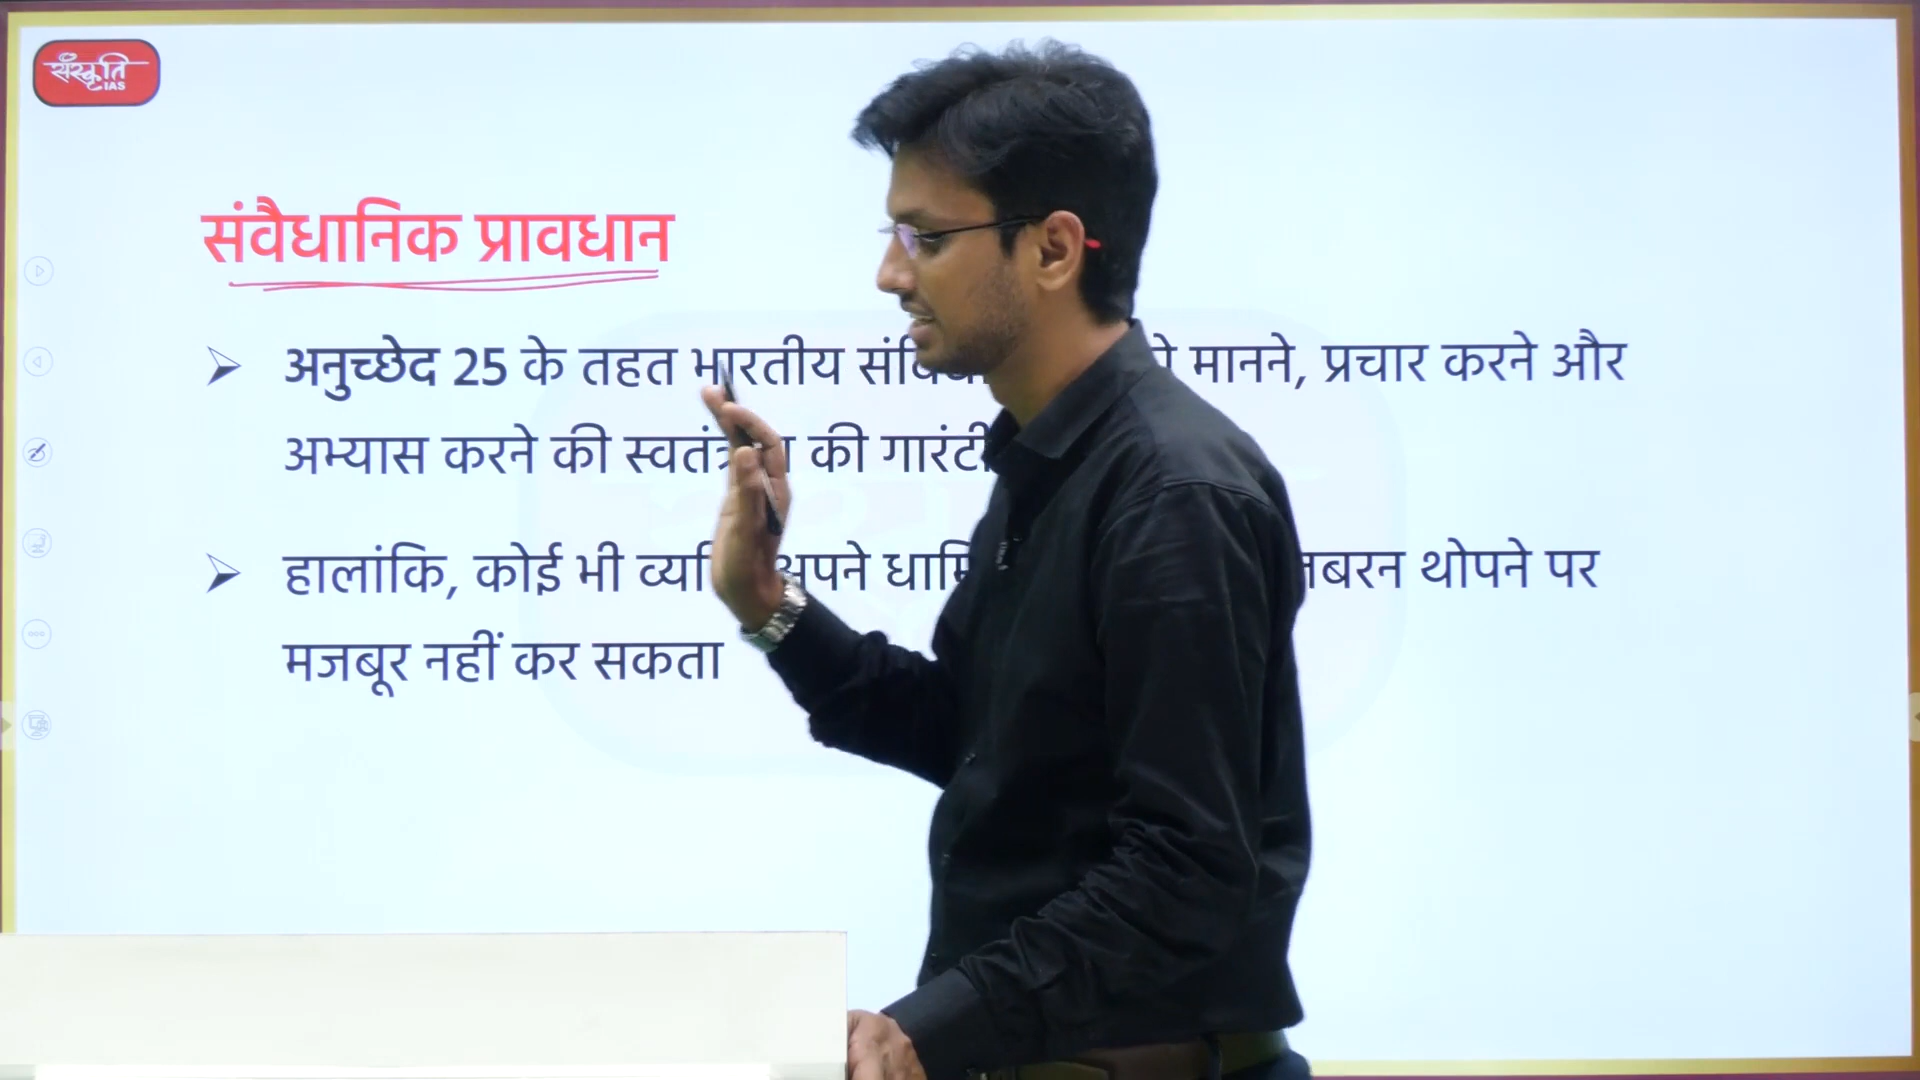 संस्कृति
IAS
संवैधानिक प्रावधान
अनुच्छेद 25 के तहत भारतीय मानने, प्रचार करने और
अभ्यास करने की की गारंटी
हालांकि, कोई भी अपने थोपने पर
मजबूर नहीं कर सकता